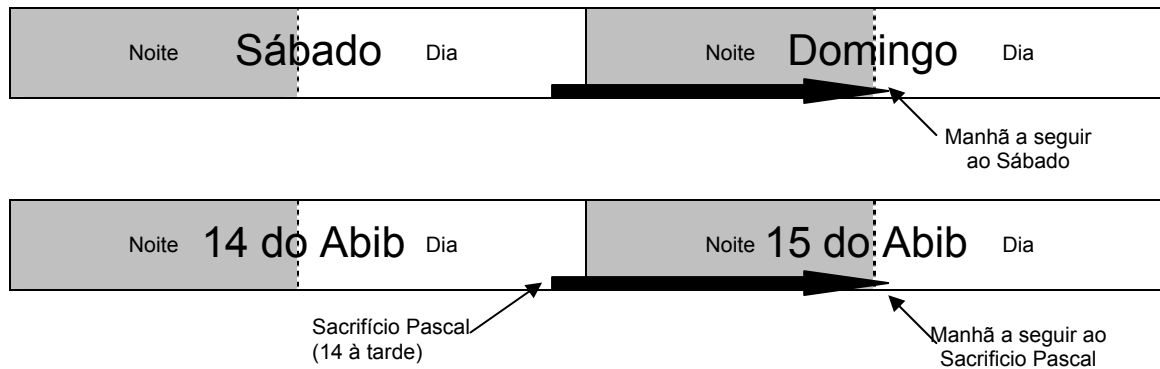 Noite Sábado Dia Noite Domingo Dia
Manhã a seguir
ao Sábado
Noite 14 do Abib Dia Noite 15 do Abib Dia
Sacrifício Pascal
(14 à tarde)
Manhã a seguir ao
Sacrificio Pascal